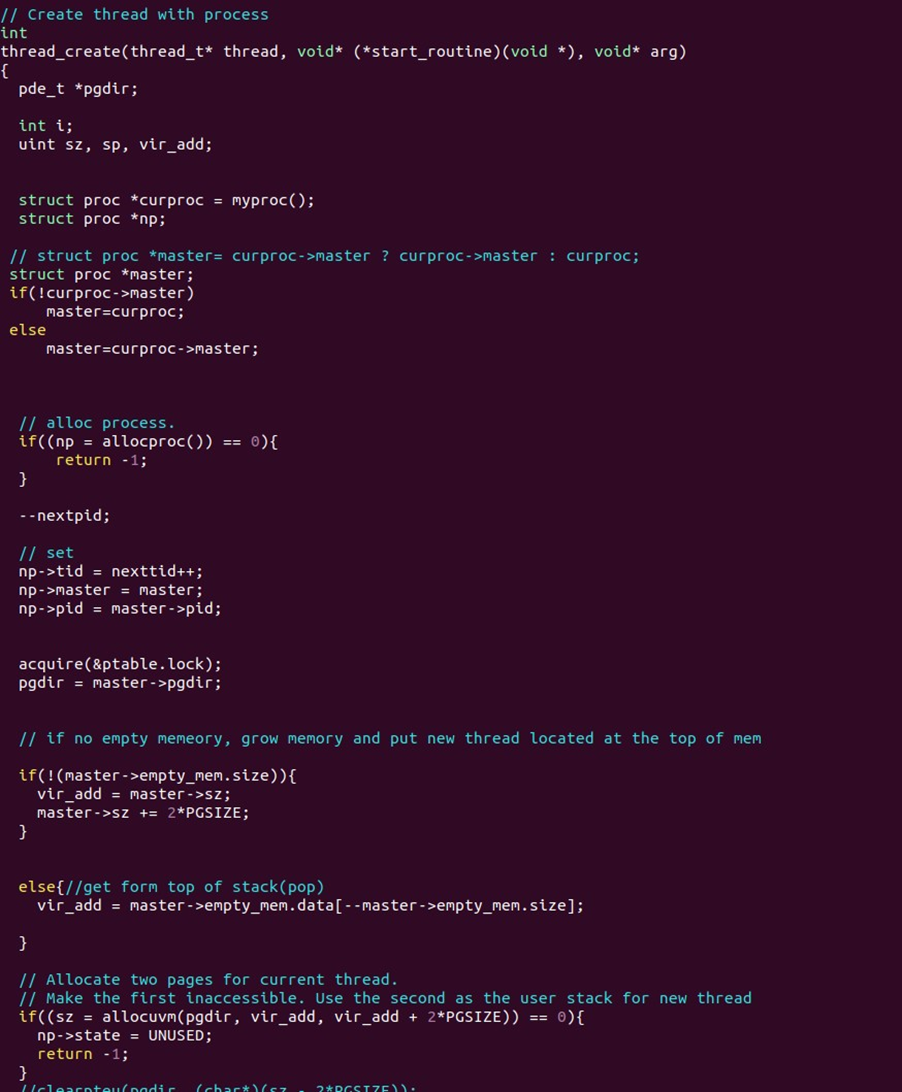 // Create thread with process
int
thread_create(thread_t* thread, void* (*start_routine)(void *), void* arg)
{
  pde_t *pgdir;
  int i;
  uint sz, sp, vir_add;
  struct proc *curproc = myproc();
  struct proc *np;
 // struct proc *master= curproc->master ? curproc->master : curproc;
 struct proc *master;
 if(!curproc->master)
     master=curproc;
 else
     master=curproc->master;
  // alloc process.
  if((np = allocproc()) == 0){
      return -1;
  }
  --nextpid;
  // set
  np->tid = nexttid++;
  np->master = master;
  np->pid = master->pid;
  acquire(&ptable.lock);
  pgdir = master->pgdir;
  // if no empty memeory, grow memory and put new thread located at the top of mem
  if(!(master->empty_mem.size)){
    vir_add = master->sz;
    master->sz += 2*PGSIZE;
  }
  else{//get form top of stack(pop)
    vir_add = master->empty_mem.data[--master->empty_mem.size];
  }
  // Allocate two pages for current thread.
  // Make the first inaccessible. Use the second as the user stack for new thread
  if((sz = allocuvm(pgdir, vir_add, vir_add + 2*PGSIZE)) == 0){
    np->state = UNUSED;
    return -1;
  }
  //clearpteu(pgdir, (char*)(sz - 2*PGSIZE));